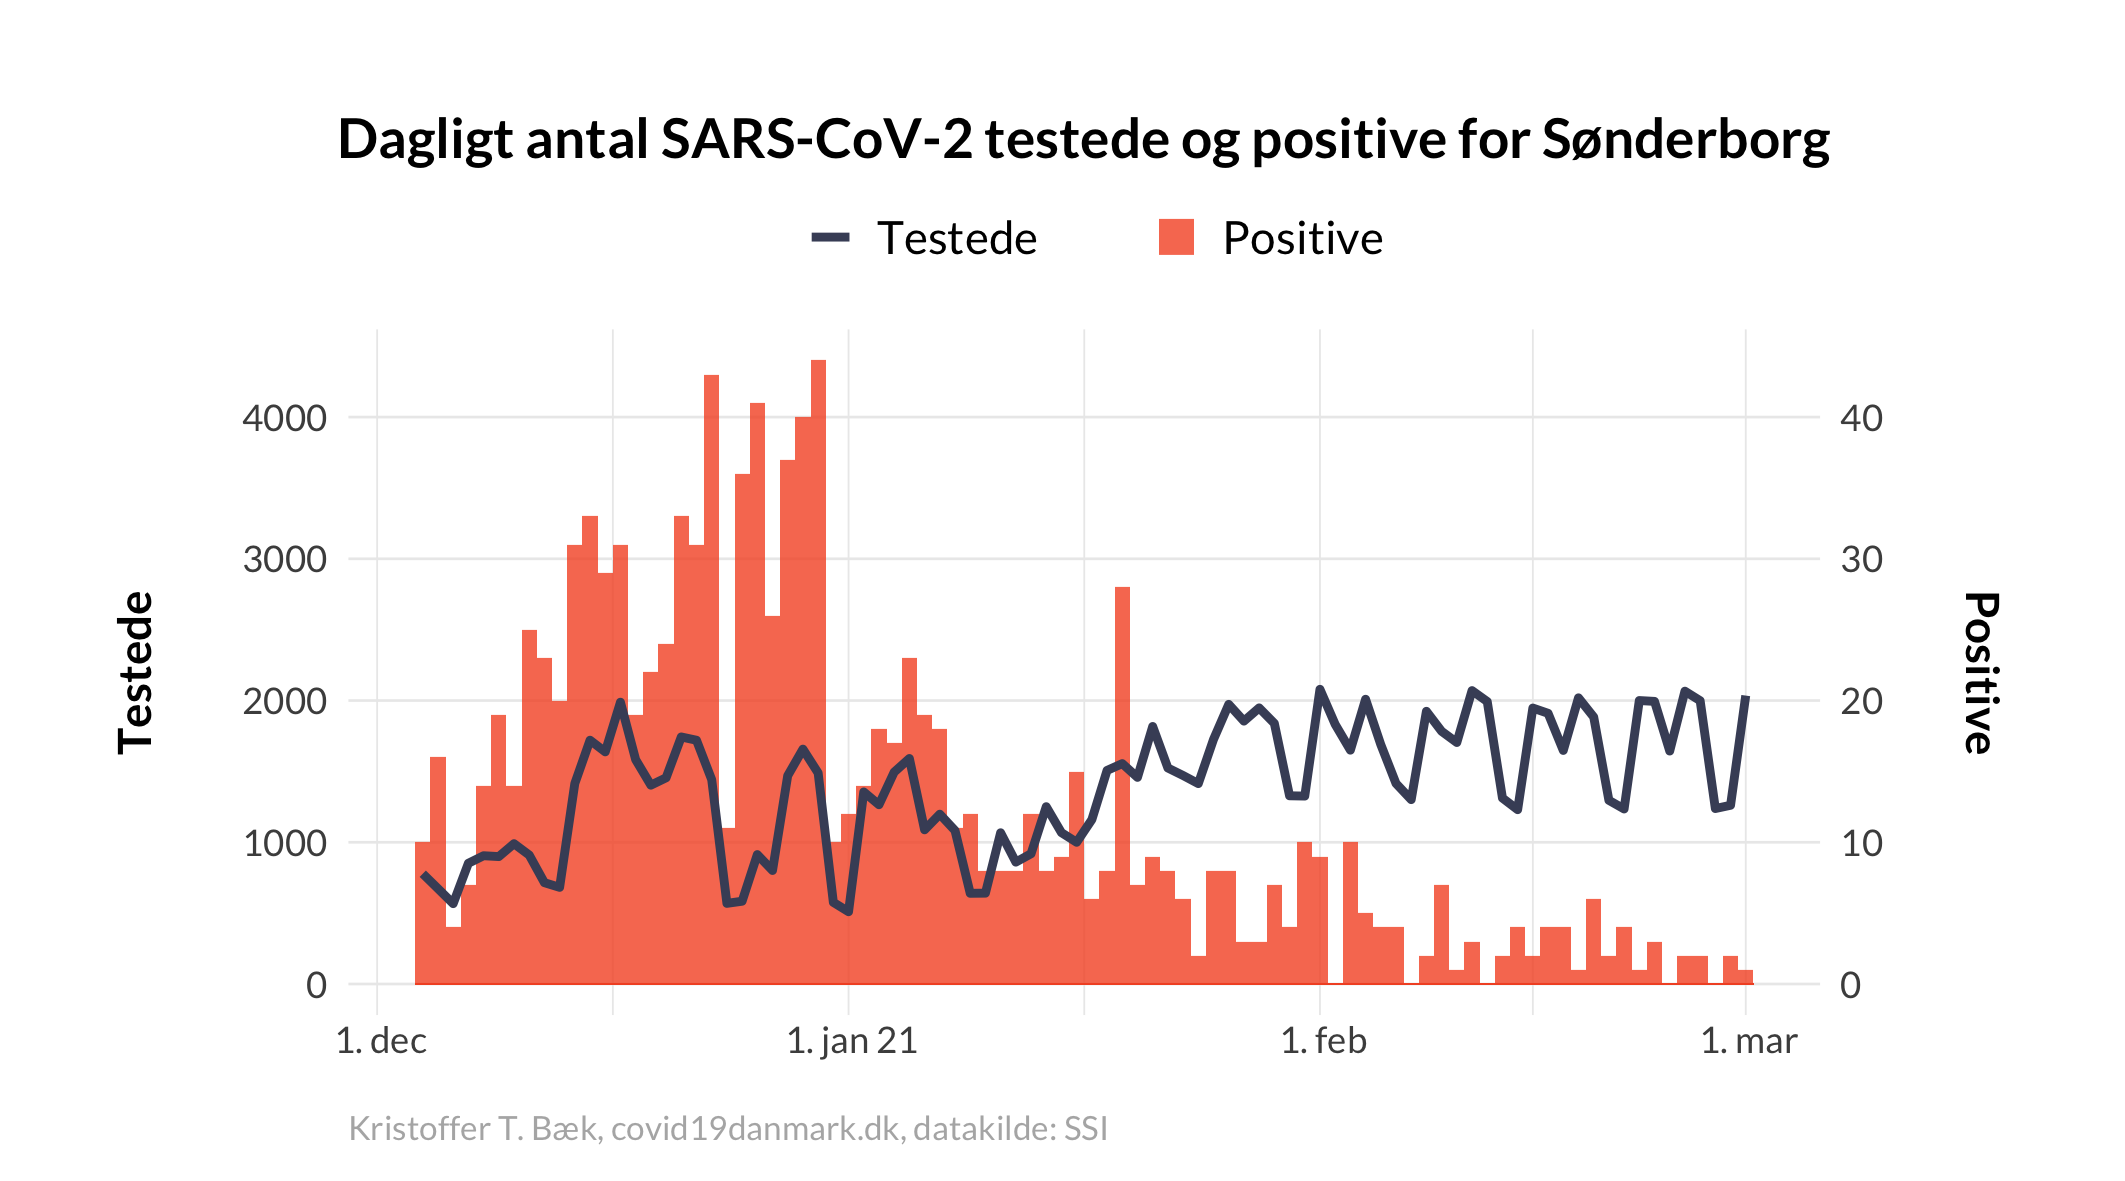 Dagligt antal SARS-CoV-2 testede og positive for Sønderborg
Testede Positive
4000 40
3000 30
2000 20
1000 10
0 0
Testede
Positive
1. dec 1. jan 21 1. feb 1. mar
Kristoffer T. Bæk, covid19danmark.dk, datakilde: SSI